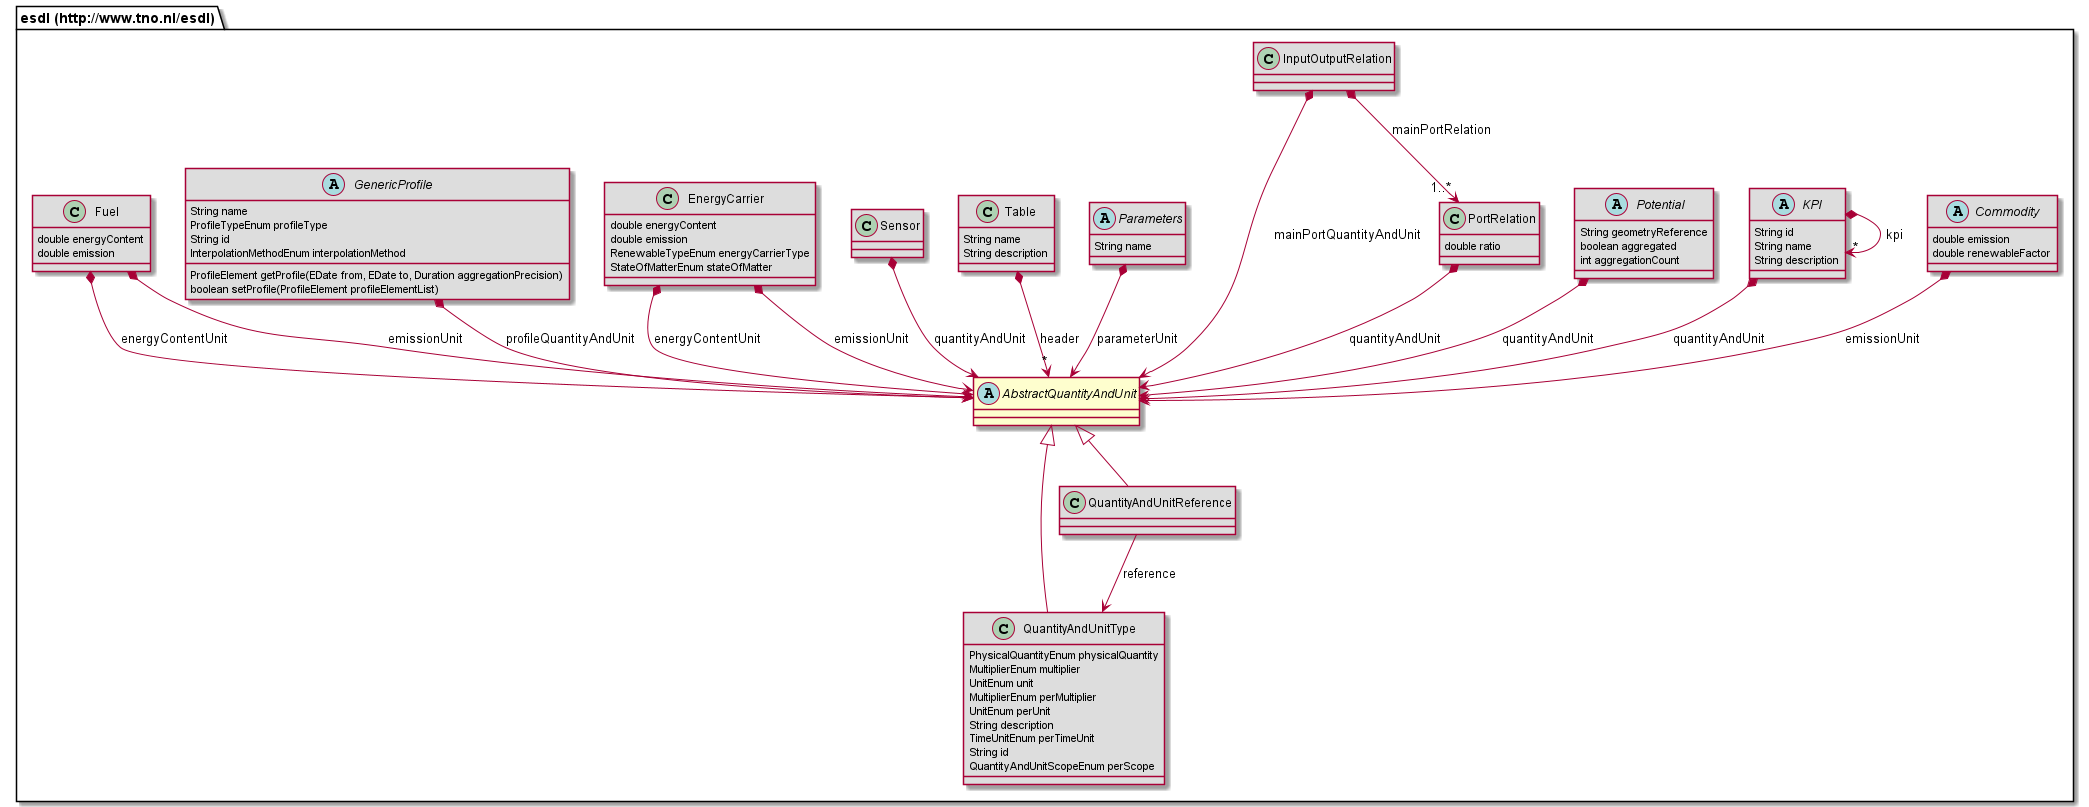 esdl (http://www.tno.nl/esdl)
C InputOutputRelation
mainPortRelation
1..*
C Fuel
double energyContent
double emission
A GenericProfile
String name
ProfileTypeEnum profileType
String id
InterpolationMethodEnum interpolationMethod
ProfileElement getProfile(EDate from, EDate to, Duration aggregationPrecision)
boolean setProfile(ProfileElement profileElementList)
C EnergyCarrier
double energyContent
double emission
RenewableTypeEnum energyCarrierType
StateOfMatterEnum stateOfMatter
C Sensor
C Table
String name
String description
A Parameters
String name
mainPortQuantityAndUnit
C PortRelation
double ratio
A Potential
String geometryReference
boolean aggregated
int aggregationCount
A KPI
String id
String name
String description
kpi
*
A Commodity
double emission
double renewableFactor
energyContentUnit
emissionUnit
profileQuantityAndUnit
energyContentUnit
emissionUnit
quantityAndUnit
header
*
parameterUnit
quantityAndUnit
quantityAndUnit
quantityAndUnit
emissionUnit
A AbstractQuantityAndUnit
C QuantityAndUnitReference
reference
C QuantityAndUnitType
PhysicalQuantityEnum physicalQuantity
MultiplierEnum multiplier
UnitEnum unit
MultiplierEnum perMultiplier
UnitEnum perUnit
String description
TimeUnitEnum perTimeUnit
String id
QuantityAndUnitScopeEnum perScope